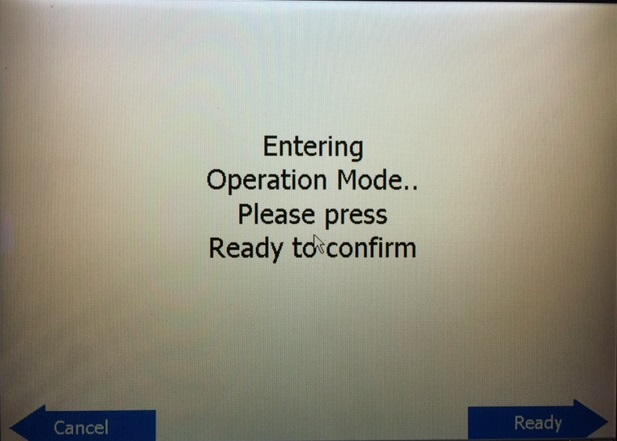 Entering
Operation Mode..
Please press
Ready to confirm
Cancel
Ready